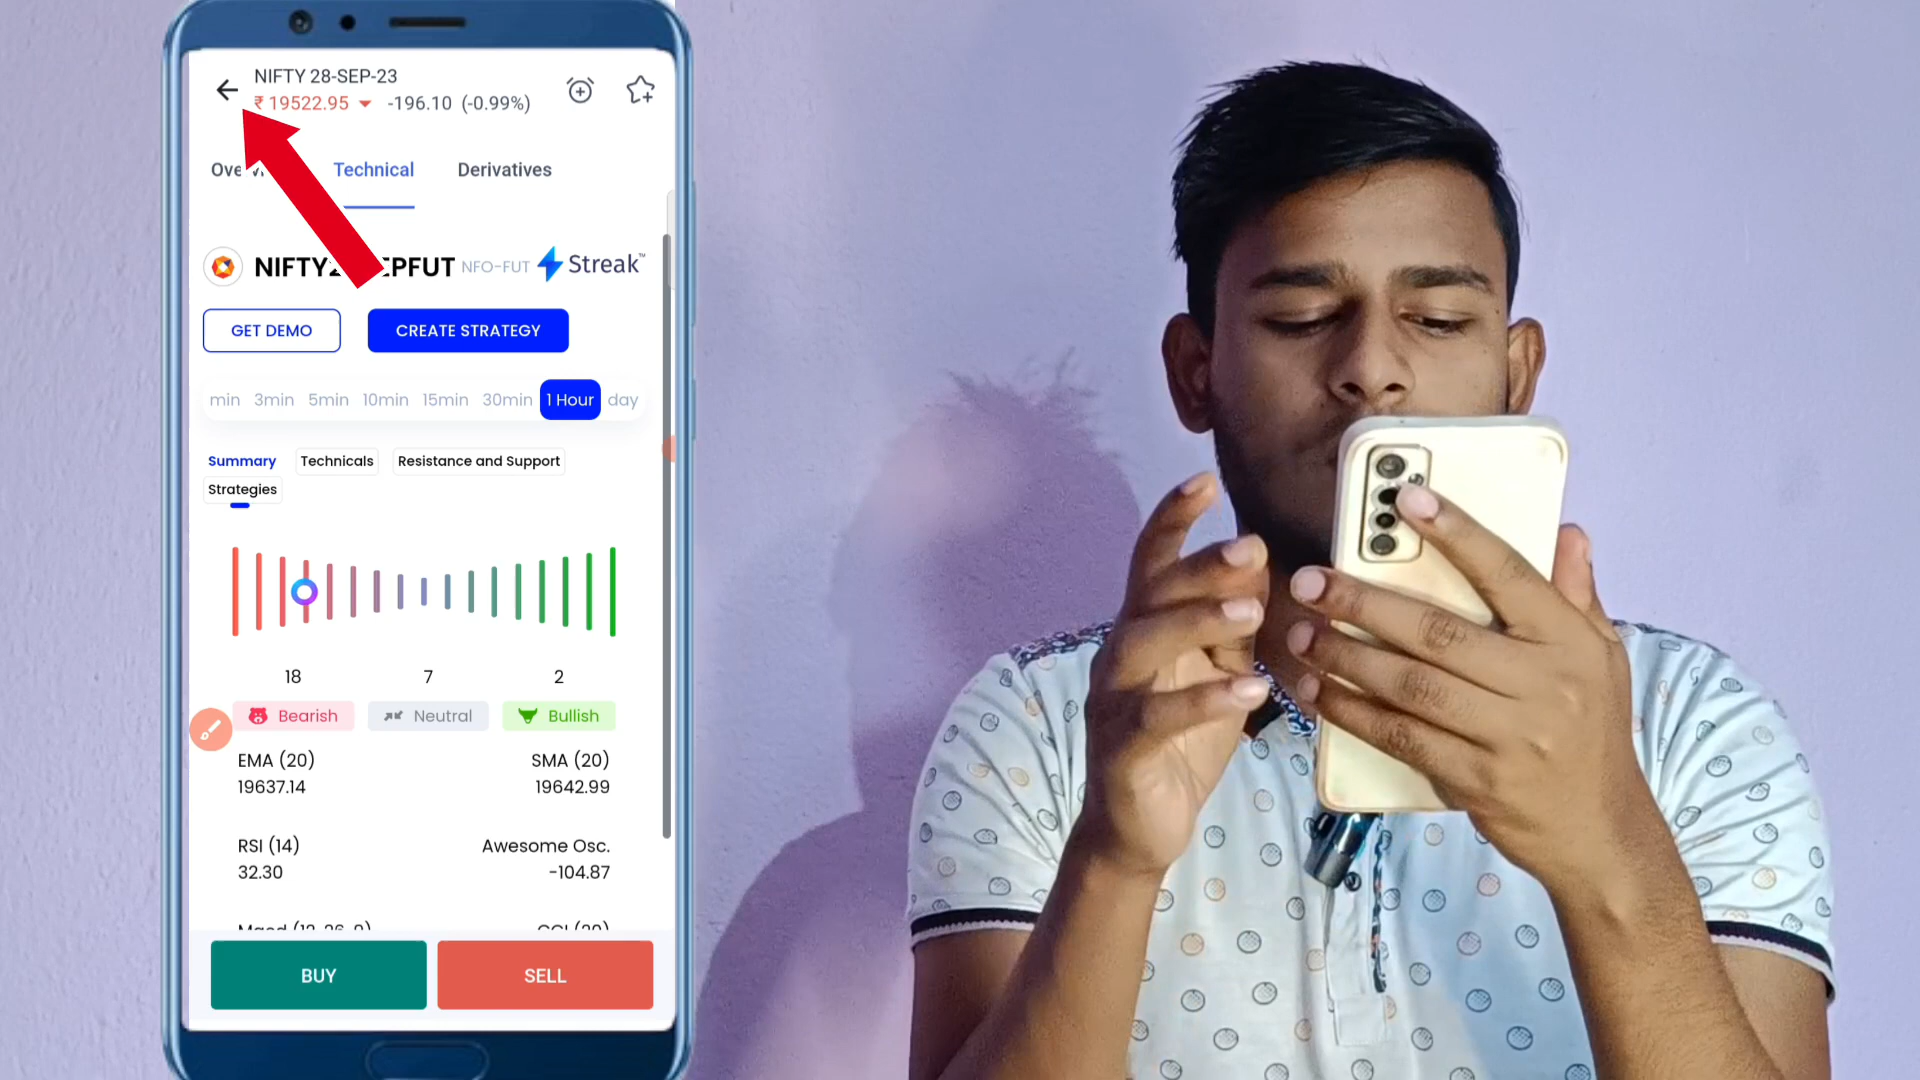 NIFTY 28-SEP-23
₹ 19522.95 -196.10 (-0.99%)
Technical Derivatives
NFO-FUT Streak™
GET DEMO CREATE STRATEGY
min 3min 5min 10min 15min 30min 1 Hour day
Summary Technicals Resistance and Support
Strategies
18 7 2
Bearish Neutral Bullish
EMA (20) SMA (20)
19637.14 19642.99
RSI (14) Awesome Osc.
32.30 -104.87
BUY SELL